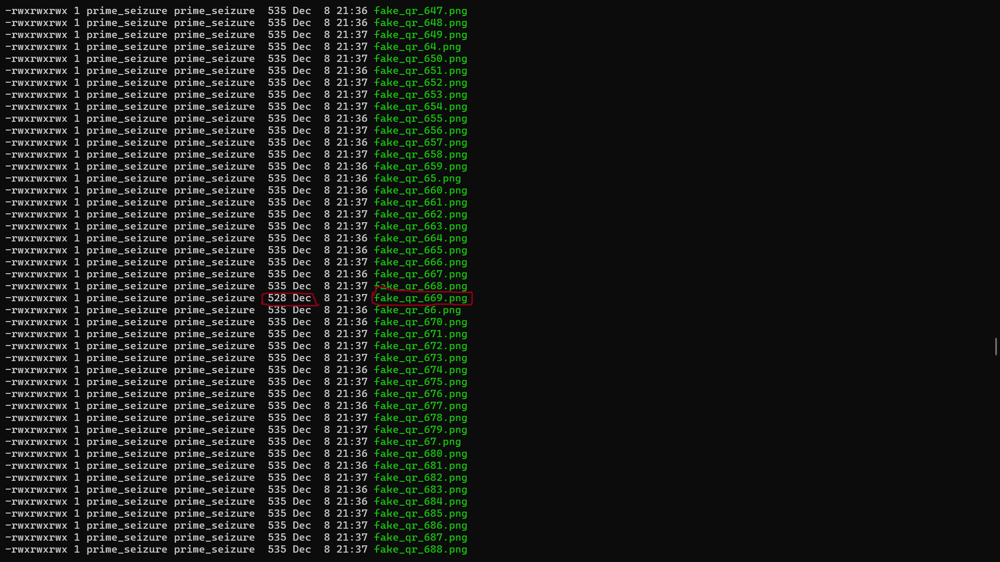 -rwxrwxrwx 1 prime_seizure prime_seizure  535 Dec  8 21:36 fake_qr_647.png
-rwxrwxrwx 1 prime_seizure prime_seizure  535 Dec  8 21:36 fake_qr_648.png
-rwxrwxrwx 1 prime_seizure prime_seizure  535 Dec  8 21:37 fake_qr_649.png
-rwxrwxrwx 1 prime_seizure prime_seizure  535 Dec  8 21:37 fake_qr_64.png
-rwxrwxrwx 1 prime_seizure prime_seizure  535 Dec  8 21:37 fake_qr_650.png
-rwxrwxrwx 1 prime_seizure prime_seizure  535 Dec  8 21:36 fake_qr_651.png
-rwxrwxrwx 1 prime_seizure prime_seizure  535 Dec  8 21:37 fake_qr_652.png
-rwxrwxrwx 1 prime_seizure prime_seizure  535 Dec  8 21:37 fake_qr_653.png
-rwxrwxrwx 1 prime_seizure prime_seizure  535 Dec  8 21:37 fake_qr_654.png
-rwxrwxrwx 1 prime_seizure prime_seizure  535 Dec  8 21:36 fake_qr_655.png
-rwxrwxrwx 1 prime_seizure prime_seizure  535 Dec  8 21:37 fake_qr_656.png
-rwxrwxrwx 1 prime_seizure prime_seizure  535 Dec  8 21:36 fake_qr_657.png
-rwxrwxrwx 1 prime_seizure prime_seizure  535 Dec  8 21:37 fake_qr_658.png
-rwxrwxrwx 1 prime_seizure prime_seizure  535 Dec  8 21:36 fake_qr_659.png
-rwxrwxrwx 1 prime_seizure prime_seizure  535 Dec  8 21:36 fake_qr_65.png
-rwxrwxrwx 1 prime_seizure prime_seizure  535 Dec  8 21:36 fake_qr_660.png
-rwxrwxrwx 1 prime_seizure prime_seizure  535 Dec  8 21:37 fake_qr_661.png
-rwxrwxrwx 1 prime_seizure prime_seizure  535 Dec  8 21:37 fake_qr_662.png
-rwxrwxrwx 1 prime_seizure prime_seizure  535 Dec  8 21:37 fake_qr_663.png
-rwxrwxrwx 1 prime_seizure prime_seizure  535 Dec  8 21:36 fake_qr_664.png
-rwxrwxrwx 1 prime_seizure prime_seizure  535 Dec  8 21:36 fake_qr_665.png
-rwxrwxrwx 1 prime_seizure prime_seizure  535 Dec  8 21:37 fake_qr_666.png
-rwxrwxrwx 1 prime_seizure prime_seizure  535 Dec  8 21:36 fake_qr_667.png
-rwxrwxrwx 1 prime_seizure prime_seizure  535 Dec  8 21:37 fake_qr_668.png
-rwxrwxrwx 1 prime_seizure prime_seizure  528 Dec  8 21:37 fake_qr_669.png
-rwxrwxrwx 1 prime_seizure prime_seizure  535 Dec  8 21:36 fake_qr_66.png
-rwxrwxrwx 1 prime_seizure prime_seizure  535 Dec  8 21:36 fake_qr_670.png
-rwxrwxrwx 1 prime_seizure prime_seizure  535 Dec  8 21:37 fake_qr_671.png
-rwxrwxrwx 1 prime_seizure prime_seizure  535 Dec  8 21:37 fake_qr_672.png
-rwxrwxrwx 1 prime_seizure prime_seizure  535 Dec  8 21:37 fake_qr_673.png
-rwxrwxrwx 1 prime_seizure prime_seizure  535 Dec  8 21:36 fake_qr_674.png
-rwxrwxrwx 1 prime_seizure prime_seizure  535 Dec  8 21:37 fake_qr_675.png
-rwxrwxrwx 1 prime_seizure prime_seizure  535 Dec  8 21:36 fake_qr_676.png
-rwxrwxrwx 1 prime_seizure prime_seizure  535 Dec  8 21:36 fake_qr_677.png
-rwxrwxrwx 1 prime_seizure prime_seizure  535 Dec  8 21:37 fake_qr_678.png
-rwxrwxrwx 1 prime_seizure prime_seizure  535 Dec  8 21:37 fake_qr_679.png
-rwxrwxrwx 1 prime_seizure prime_seizure  535 Dec  8 21:37 fake_qr_67.png
-rwxrwxrwx 1 prime_seizure prime_seizure  535 Dec  8 21:36 fake_qr_680.png
-rwxrwxrwx 1 prime_seizure prime_seizure  535 Dec  8 21:36 fake_qr_681.png
-rwxrwxrwx 1 prime_seizure prime_seizure  535 Dec  8 21:37 fake_qr_682.png
-rwxrwxrwx 1 prime_seizure prime_seizure  535 Dec  8 21:36 fake_qr_683.png
-rwxrwxrwx 1 prime_seizure prime_seizure  535 Dec  8 21:36 fake_qr_684.png
-rwxrwxrwx 1 prime_seizure prime_seizure  535 Dec  8 21:37 fake_qr_685.png
-rwxrwxrwx 1 prime_seizure prime_seizure  535 Dec  8 21:37 fake_qr_686.png
-rwxrwxrwx 1 prime_seizure prime_seizure  535 Dec  8 21:37 fake_qr_687.png
-rwxrwxrwx 1 prime_seizure prime_seizure  535 Dec  8 21:37 fake_qr_688.png